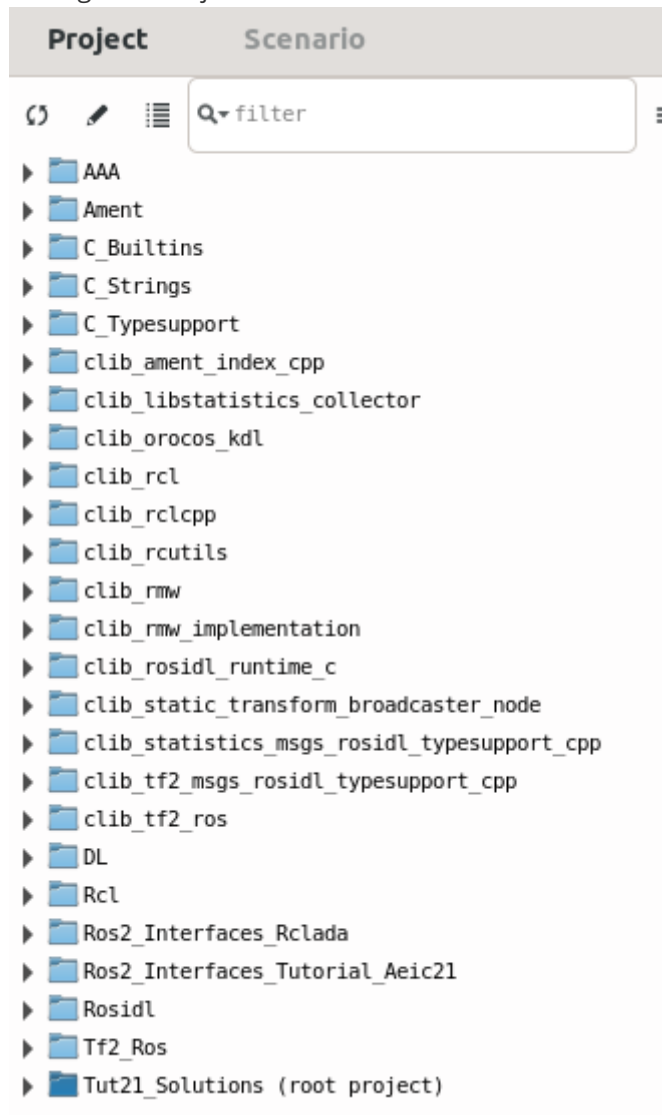 Project Scenario
filter
AAA
Ament
C_Builtins
C_Strings
C_Typesupport
clib_ament_index_cpp
clib_libstatistics_collector
clib_orocos_kdl
clib_rcl
clib_rclcpp
clib_rcutils
clib_rmw
clib_rmw_implementation
clib_rosidl_runtime_c
clib_static_transform_broadcaster_node
clib_statistics_msgs_rosidl_typesupport_cpp
clib_tf2_msgs_rosidl_typesupport_cpp
clib_tf2_ros
DL
Rcl
Ros2_Interfaces_Rclada
Ros2_Interfaces_Tutorial_Aeic21
Rosidl
Tf2_Ros
Tut21_Solutions (root project)